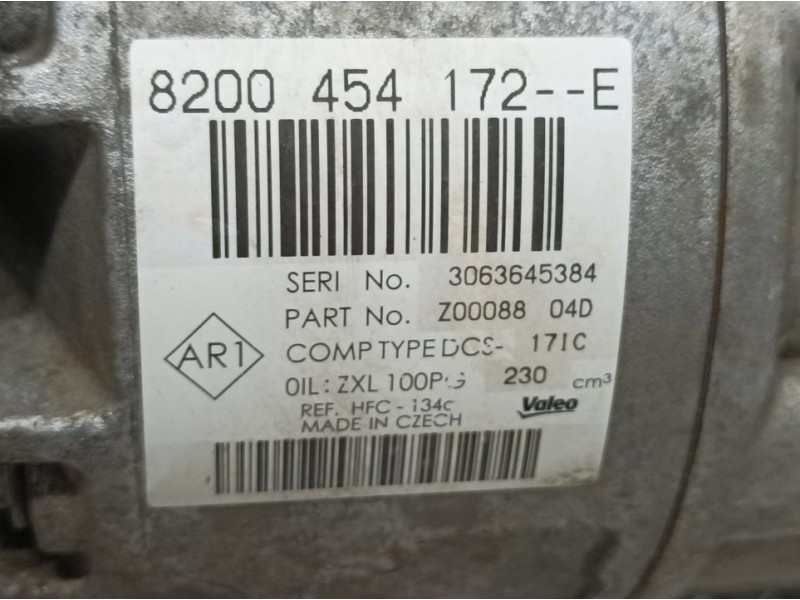 8200 454 172--E
SERI No. 3063645384
PART No. Z00088 04D
AR1
COMP TYPE DCS- 17IC
OIL: ZXL 100PG 230 cm³
REF. HFC - 134c
MADE IN CZECH
Valeo